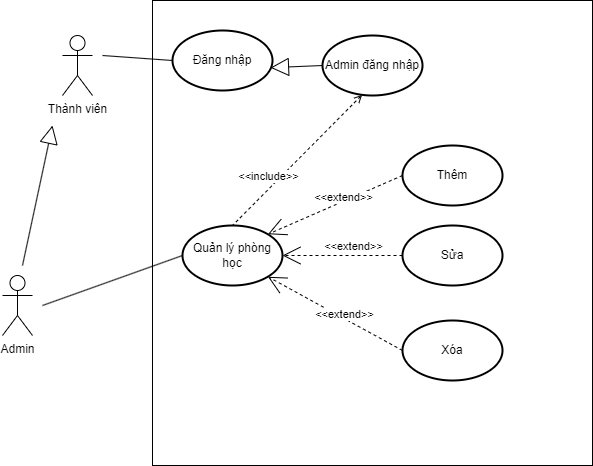 Đăng nhập
Admin đăng nhập
Thành viên
<<include>>
Thêm
<<extend>>
Quản lý phòng
học
<<extend>>
Sửa
Admin
<<extend>>
Xóa